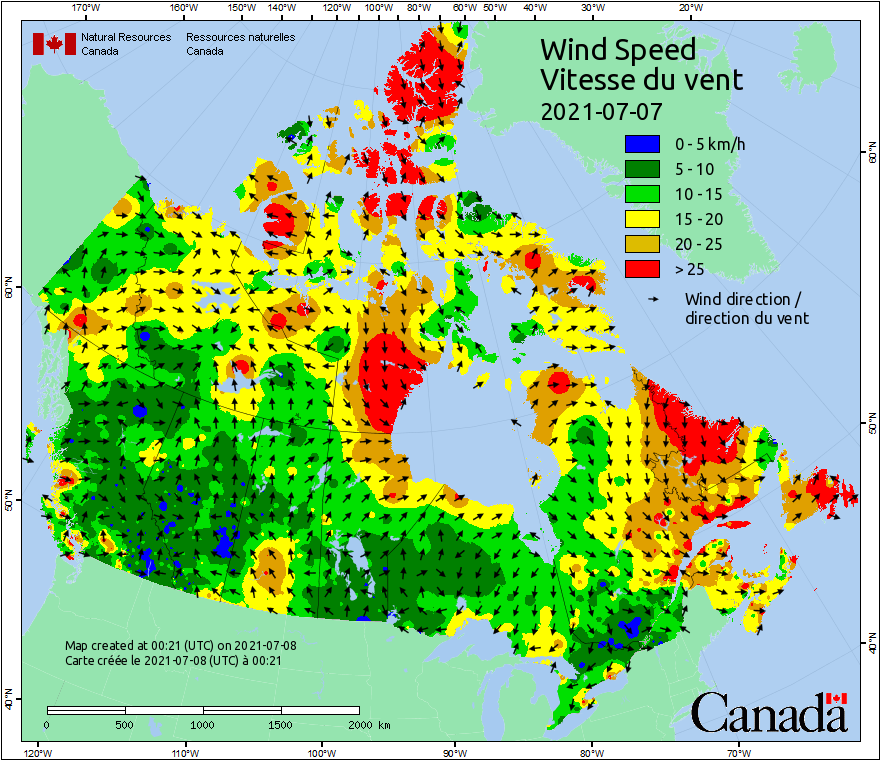 170°W 160°W 150°W 140°W 130°W 120°W 110°W 100°W 90°W 80°W 70°W 60°W 50°W 40°W 30°W 20°W
Natural Resources Canada
Ressources naturelles Canada
Wind Speed
Vitesse du vent
2021-07-07
0 - 5 km/h
5 - 10
10 - 15
15 - 20
20 - 25
> 25
Wind direction /
direction du vent
60°N
60°N
50°N
50°N
40°N
40°N
Map created at 00:21 (UTC) on 2021-07-08
Carte créée le 2021-07-08 (UTC) à 00:21
0 500 1000 1500 2000 km
Canada
120°W 110°W 100°W 90°W 80°W 70°W